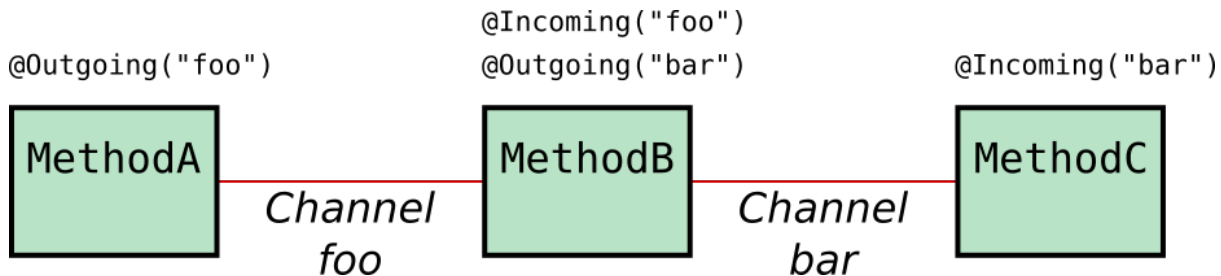 @Incoming("foo")
@Outgoing("foo")
@Outgoing("bar")
@Incoming("bar")
MethodA
MethodB
MethodC
Channel
foo
Channel
bar